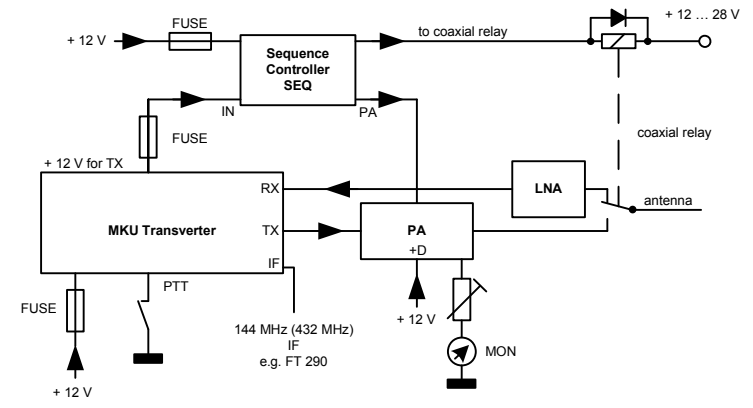 FUSE
+ 12 V
Sequence
Controller
SEQ
to coaxial relay
+ 12 ... 28 V
IN
PA
FUSE
coaxial relay
+ 12 V for TX
RX
LNA
antenna
MKU Transverter
TX
PA
+D
IF
PTT
FUSE
+ 12 V
144 MHz (432 MHz)
IF
e.g. FT 290
MON
+ 12 V